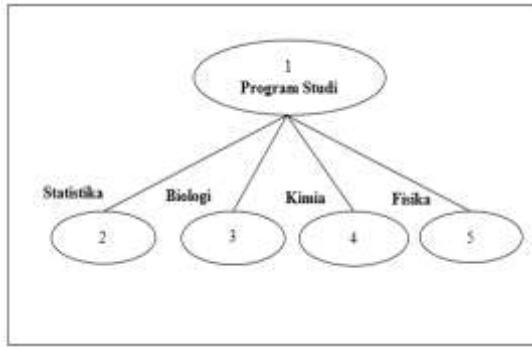 1
Program Studi
Statistika
Biologi
Kimia
Fisika
2
3
4
5